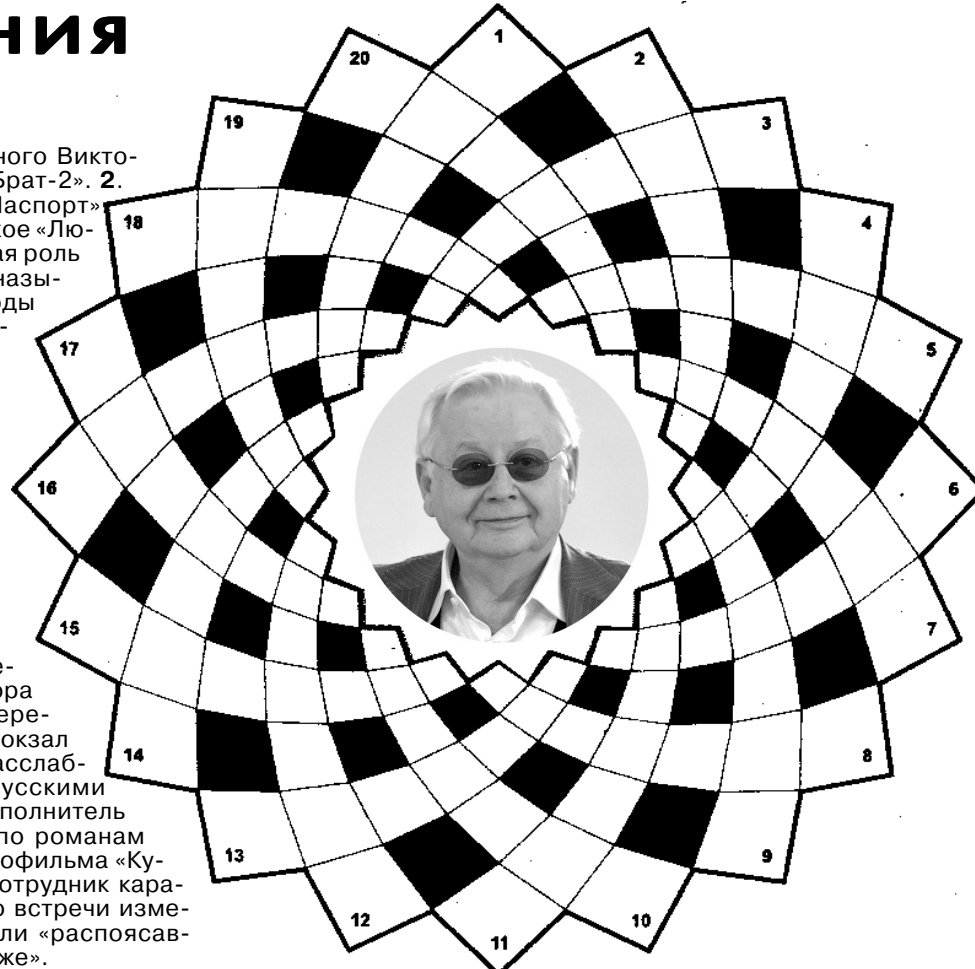 ния
ного Викто-
Брат-2». 2.
Паспорт»
кое «Лю-
ая роль
назы-
оды
-
е-
ора
ере-
окзал
асслаб-
усскими
полнитель
по романам
офильма «Ку-
отрудник кара-
о встречи изме-
ли «распоясав-
же».
1
2
3
4
5
6
7
8
9
10
11
12
13
14
15
16
17
18
19
20